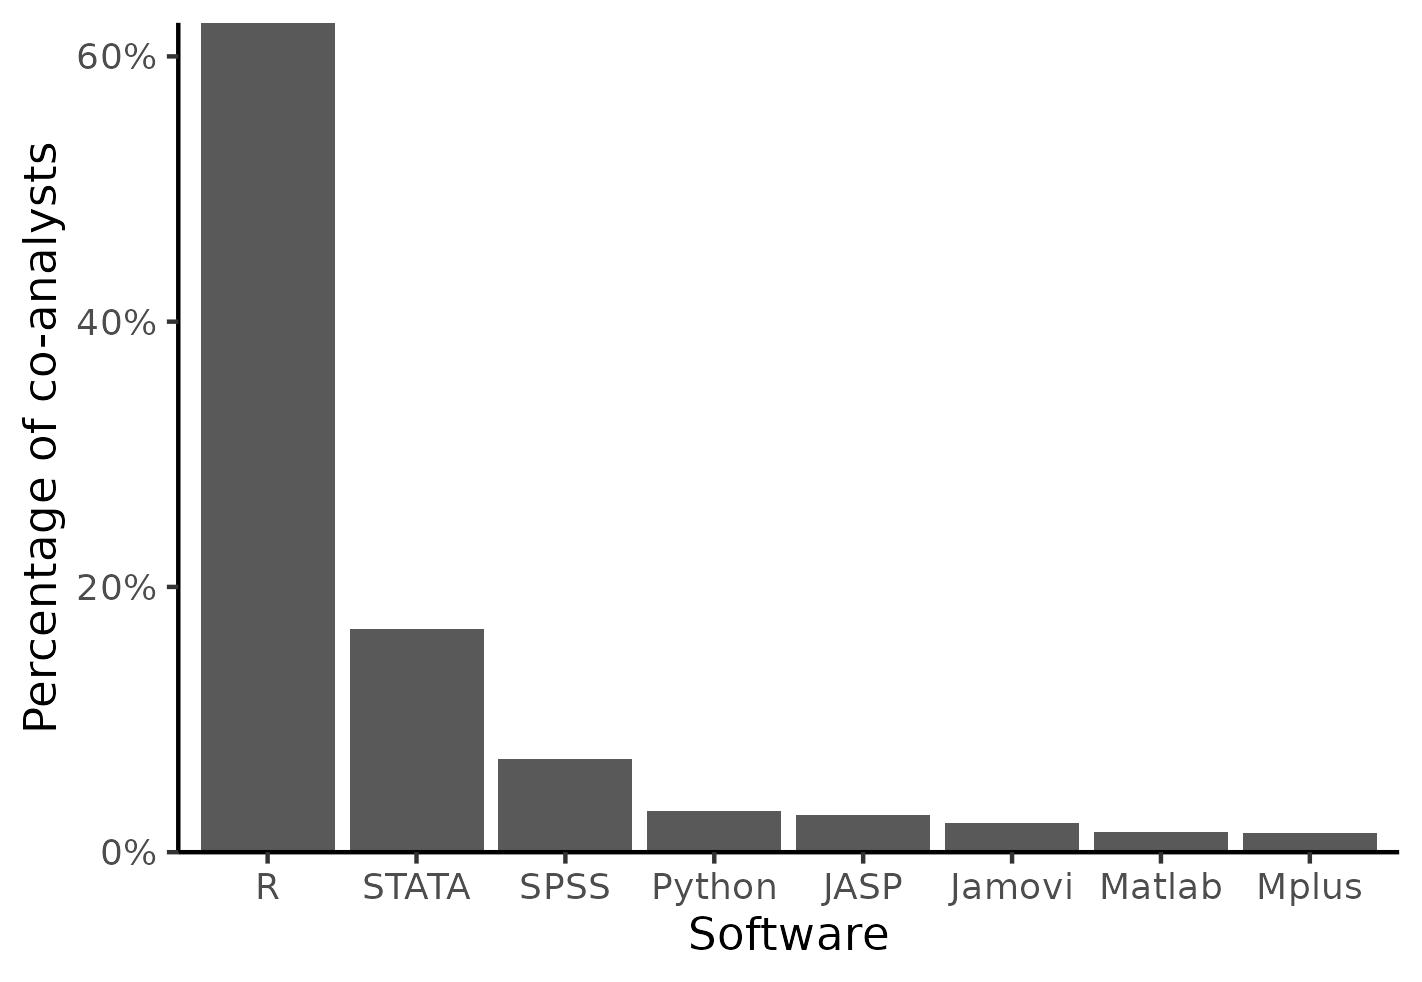 Percentage of co-analysts
60%
40%
20%
0%
R STATA SPSS Python JASP Jamovi Matlab Mplus
Software